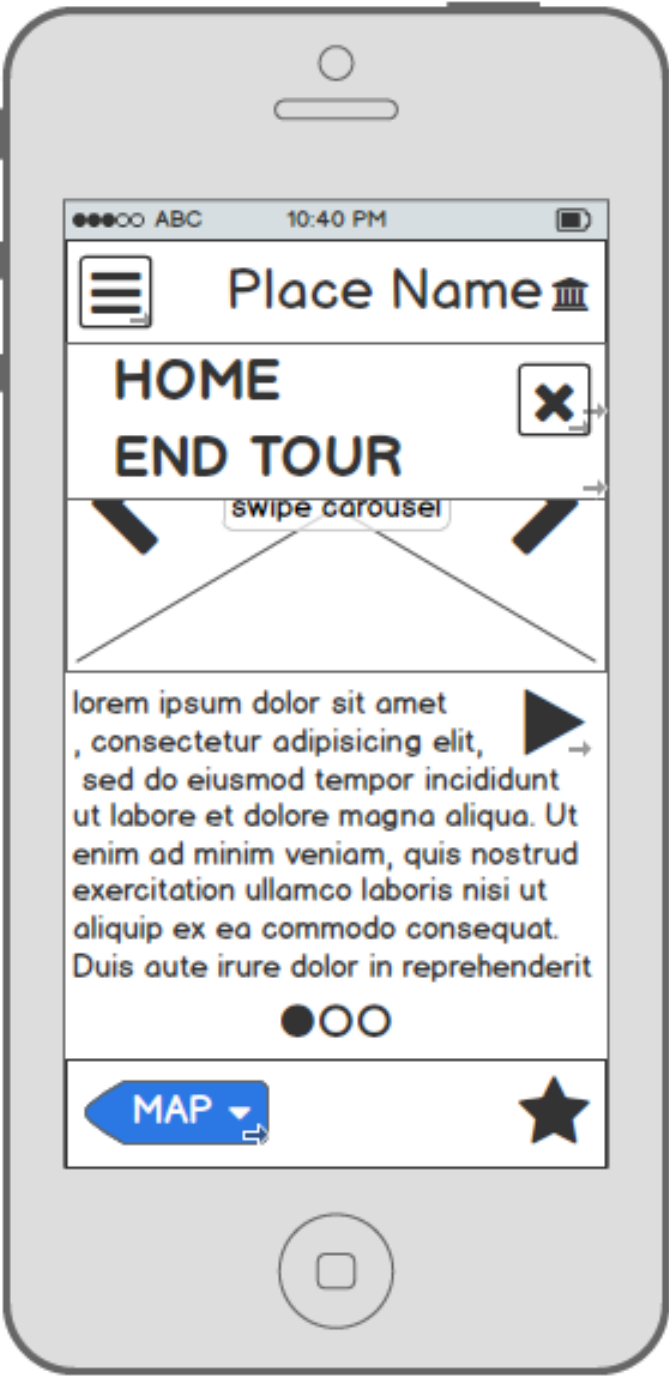 ABC 10:40 PM
Place Name
HOME
END TOUR
swipe carousel
lorem ipsum dolor sit amet
, consectetur adipisicing elit,
sed do eiusmod tempor incididunt
ut labore et dolore magna aliqua. Ut
enim ad minim veniam, quis nostrud
exercitation ullamco laboris nisi ut
aliquip ex ea commodo consequat.
Duis aute irure dolor in reprehenderit
MAP